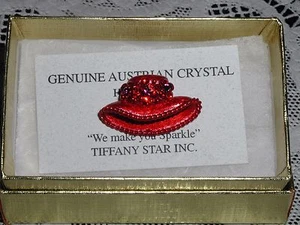 GENUINE AUSTRIAN CRYSTAL
"We make you Sparkle"
TIFFANY STAR INC.